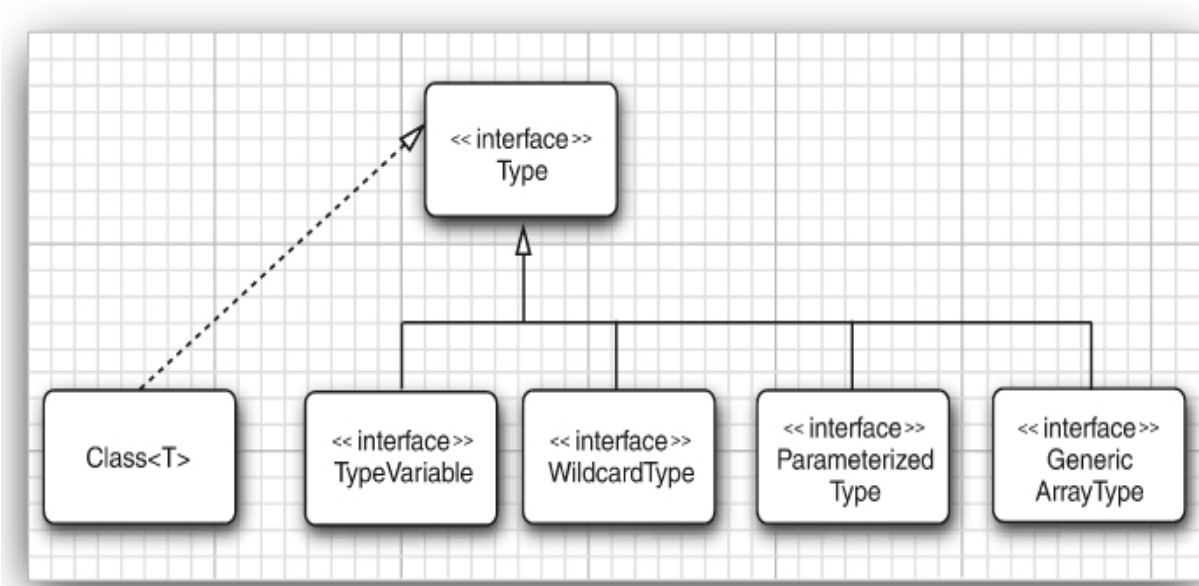 << interface >>
Type
Class<T>
<< interface >>
TypeVariable
<< interface >>
WildcardType
<< interface >>
Parameterized
Type
<< interface >>
Generic
ArrayType